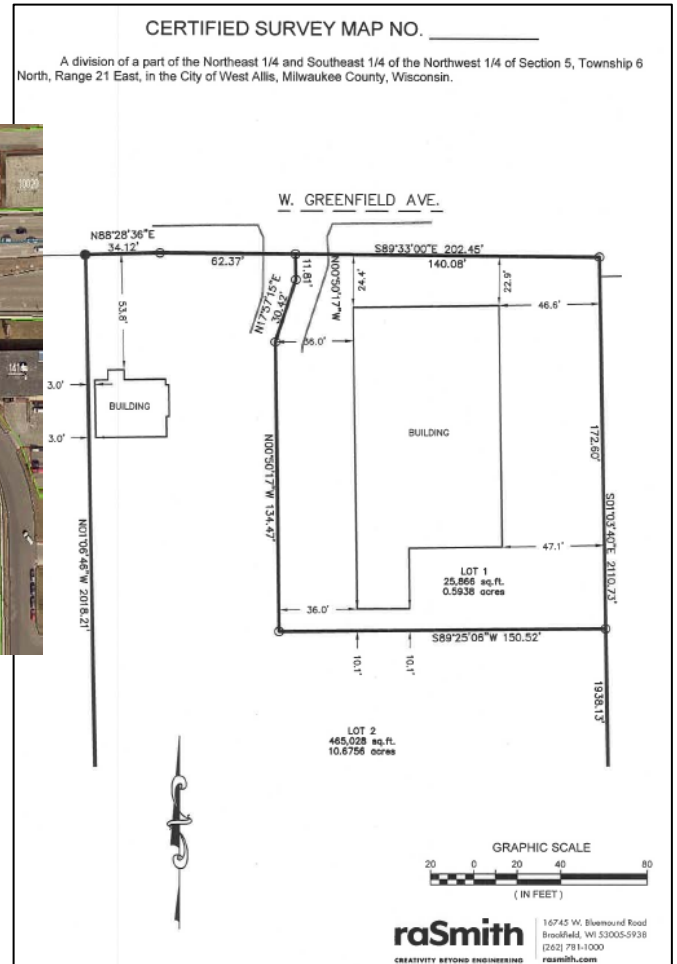 CERTIFIED SURVEY MAP NO.
A division of a part of the Northeast 1/4 and Southeast 1/4 of the Northwest 1/4 of Section 5, Township 6
North, Range 21 East, in the City of West Allis, Milwaukee County, Wisconsin.
W. GREENFIELD AVE.
N88°28'36"E
34.12'
62.37'
S89°33'00"E 202.45'
140.08'
11.81'
N00°50'17"W
N17°57'15"E
30.42'
24.4'
22.9'
46.6'
53.8'
36.0'
3.0'
BUILDING
3.0'
BUILDING
172.60'
N00°50'17"W 134.47'
N01°06'46"W 2018.21'
S01°03'40"E 2110.73'
47.1'
LOT 1
25,866 sq.ft.
0.5938 acres
36.0'
S89°25'06"W 150.52'
10.1'
10.1'
1938.13'
LOT 2
465,028 sq.ft.
10.6756 acres
GRAPHIC SCALE
20 0 20 40 80
( IN FEET )
raSmith
CREATIVITY BEYOND ENGINEERING
16745 W. Bluemound Road
Brookfield, WI 53005-5938
(262) 781-1000
rasmith.com